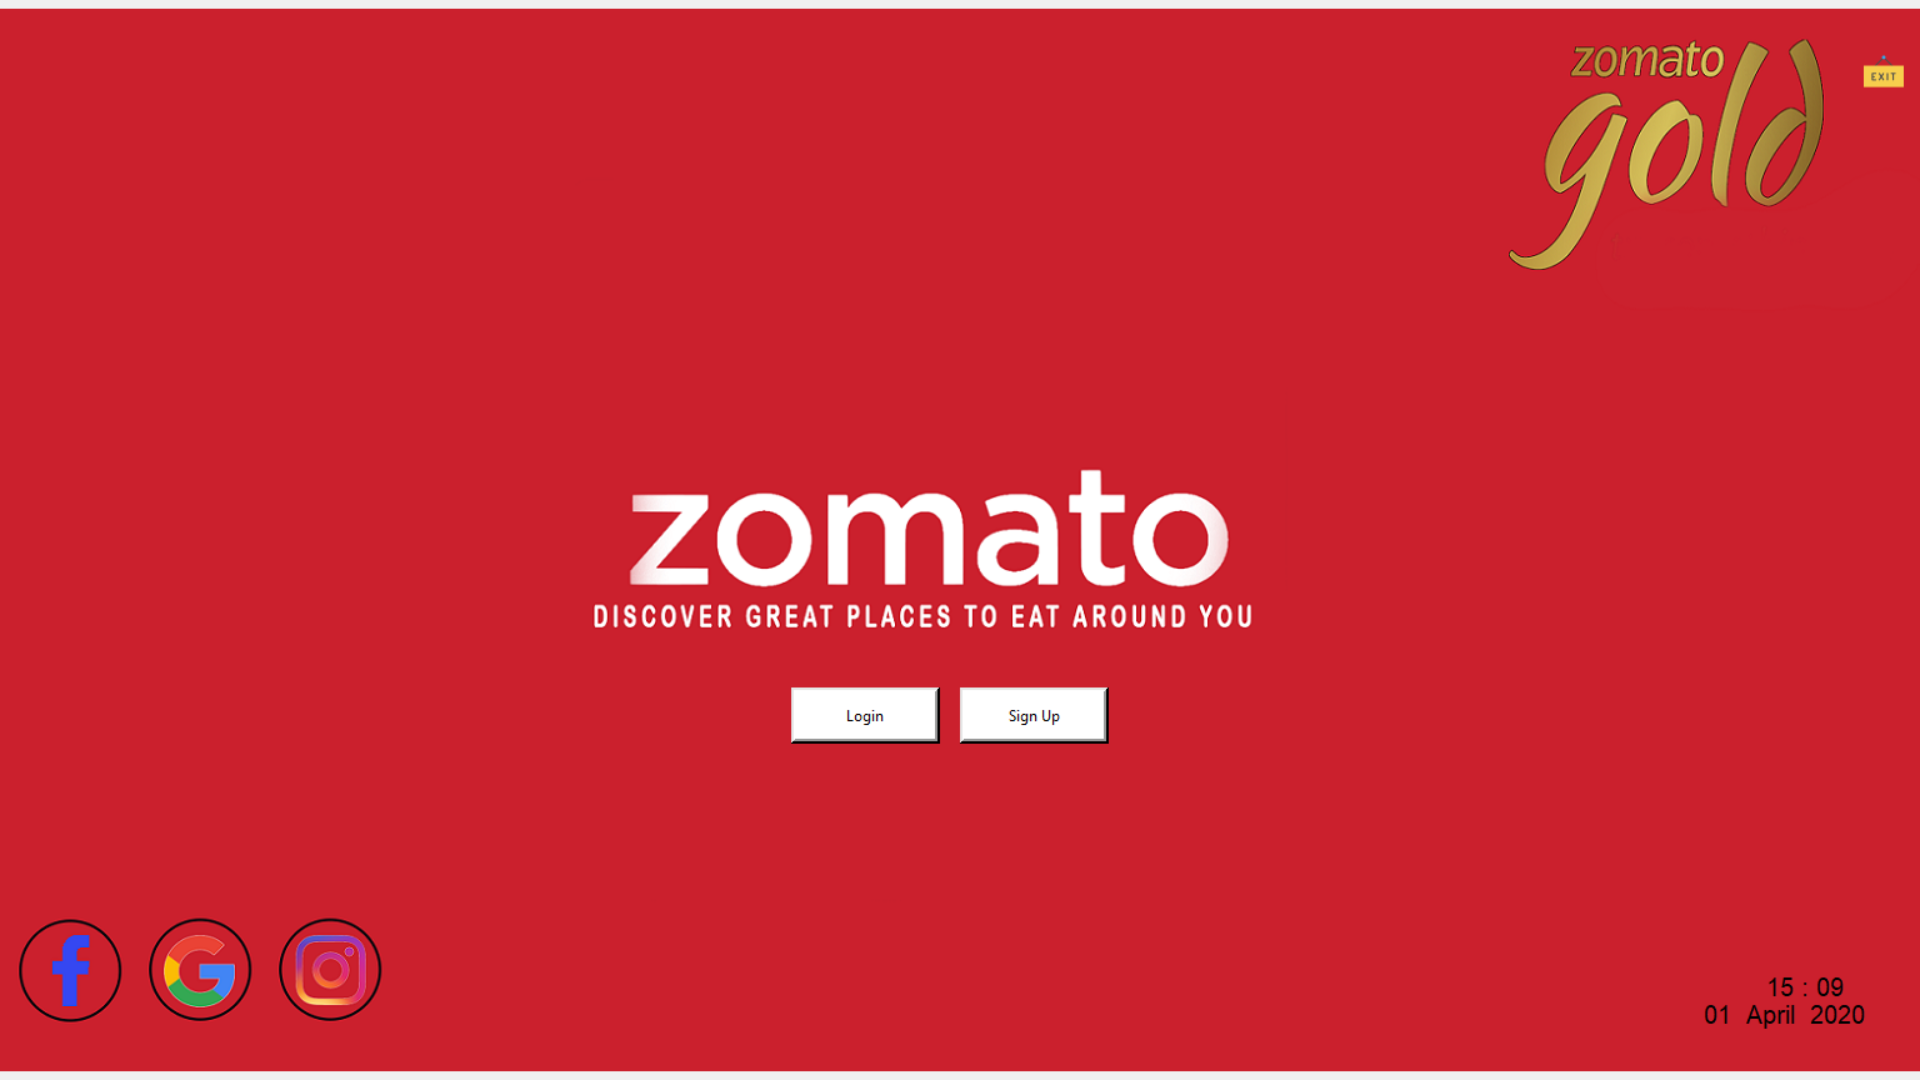 zomato
gold
EXIT
zomato
DISCOVER GREAT PLACES TO EAT AROUND YOU
Login
Sign Up
15 : 09
01 April 2020